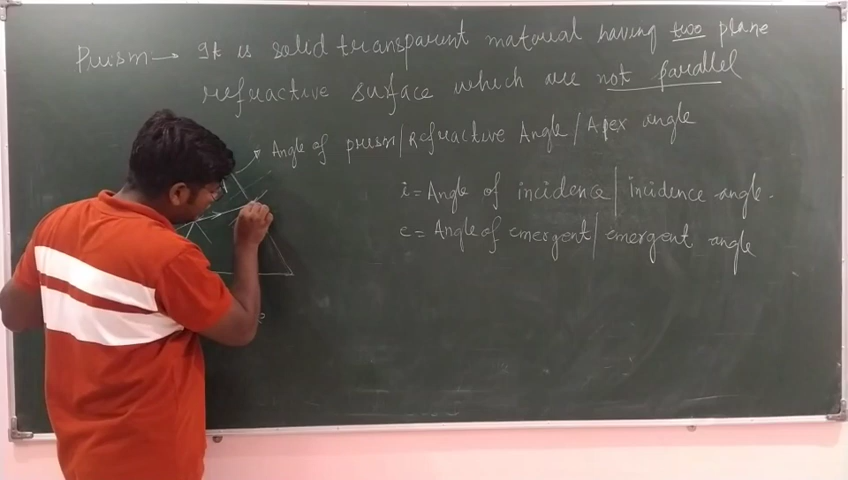 Prism:→ It is solid transparent material having two plane
refractive surface which are not parallel
Angle of prism/Refractive Angle/Apex angle
i = Angle of incidence/incidence angle.
e = Angle of emergent/emergent angle